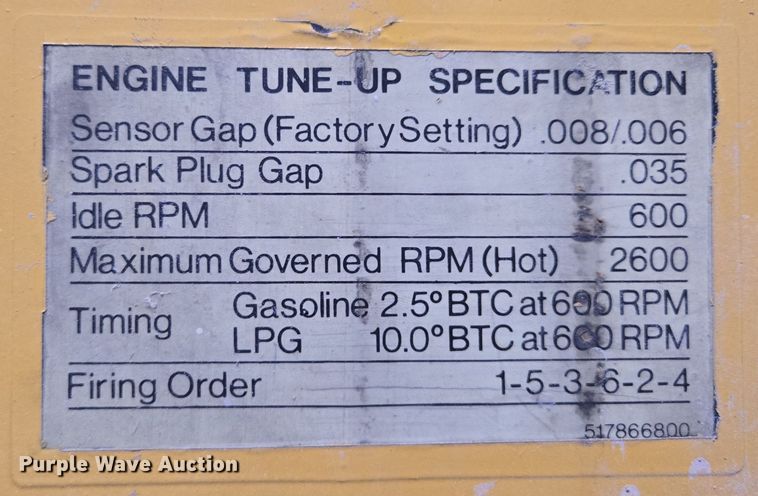 ENGINE TUNE-UP SPECIFICATION
Sensor Gap (Factory Setting) .008/.006
Spark Plug Gap .035
Idle RPM 600
Maximum Governed RPM (Hot) 2600
Timing
Gasoline 2.5° BTC at 600 RPM
LPG 10.0° BTC at 600 RPM
Firing Order 1-5-3-6-2-4
517866800
Purple Wave Auction